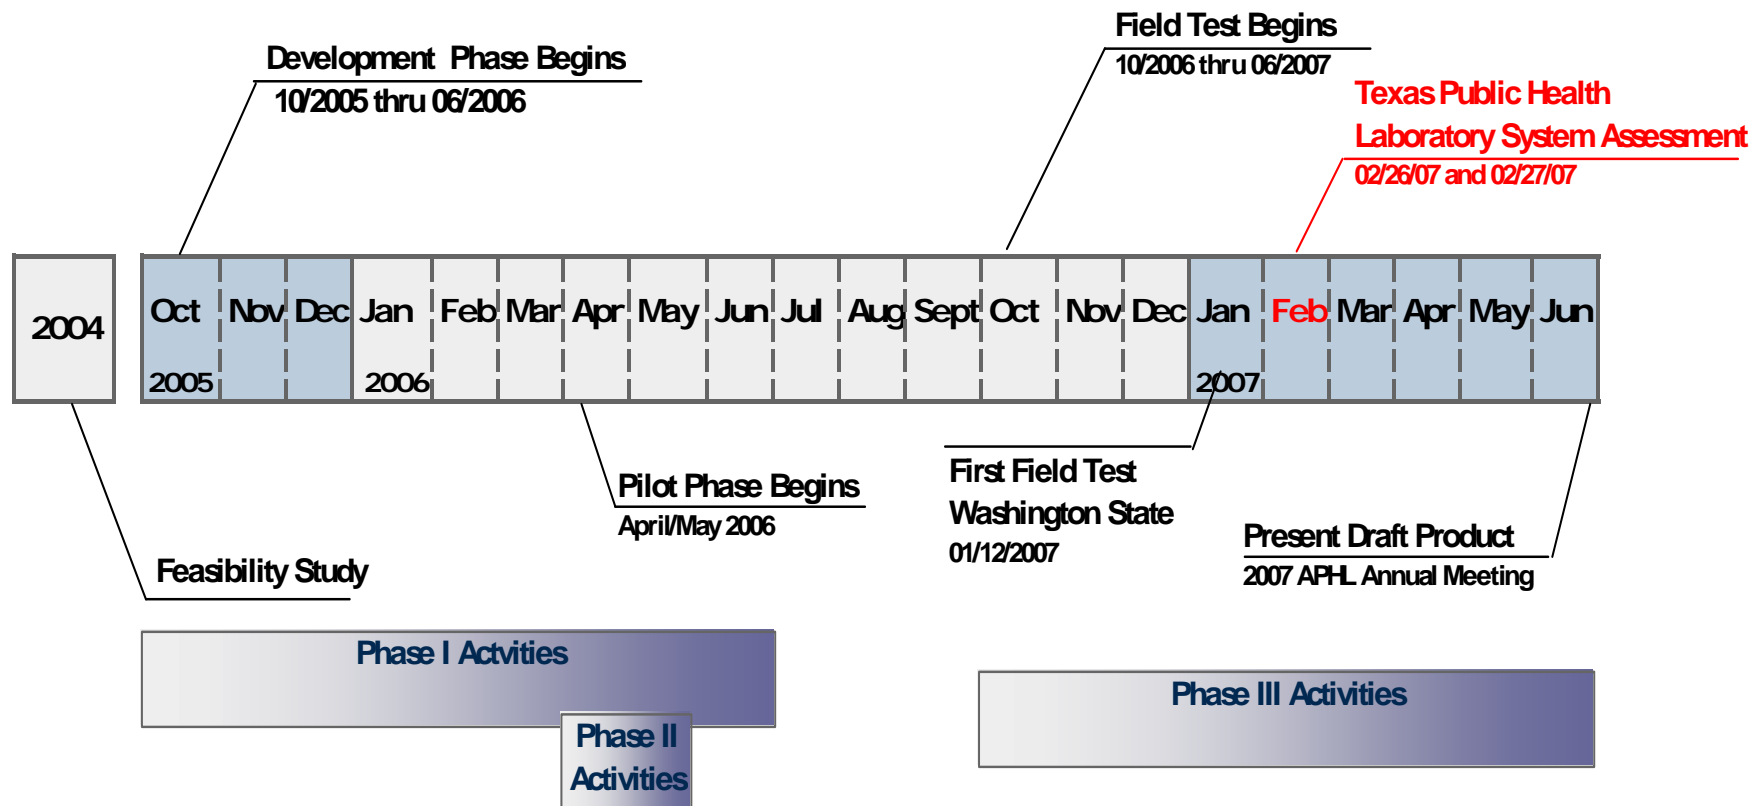 Field Test Begins
10/2006 thru 06/2007
Development Phase Begins
10/2005 thru 06/2006
Texas Public Health
Laboratory System Assessment
02/26/07 and 02/27/07
2004
Oct Nov Dec Jan Feb Mar Apr May Jun Jul Aug Sept Oct Nov Dec Jan Feb Mar Apr May Jun
2005 2006 2007
Pilot Phase Begins
April/May 2006
First Field Test
Washington State
01/12/2007
Present Draft Product
2007 APHL Annual Meeting
Feasibility Study
Phase I Actvities
Phase II
Activities
Phase III Activities